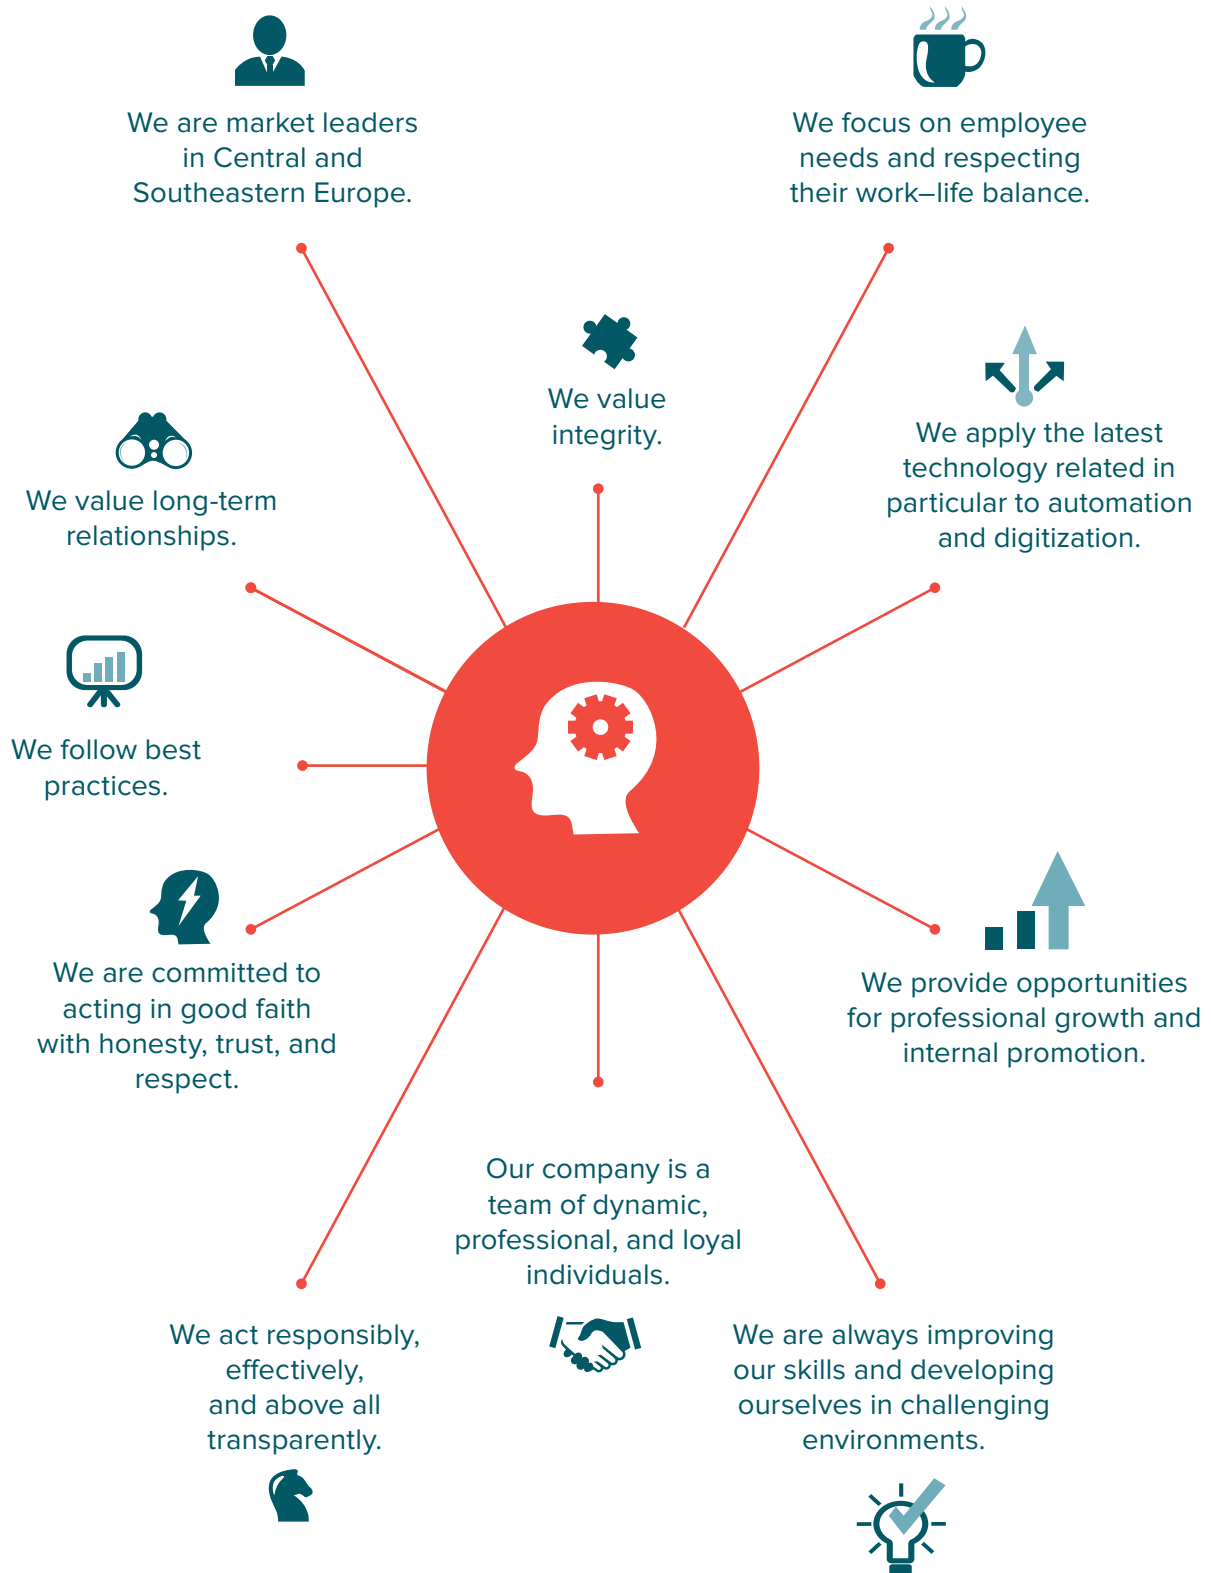 We are market leaders
in Central and
Southeastern Europe.
We focus on employee
needs and respecting
their work–life balance.
We value
integrity.
We apply the latest
technology related in
particular to automation
and digitization.
We value long-term
relationships.
We follow best
practices.
We are committed to
acting in good faith
with honesty, trust, and
respect.
We provide opportunities
for professional growth and
internal promotion.
Our company is a
team of dynamic,
professional, and loyal
individuals.
We act responsibly,
effectively,
and above all
transparently.
We are always improving
our skills and developing
ourselves in challenging
environments.